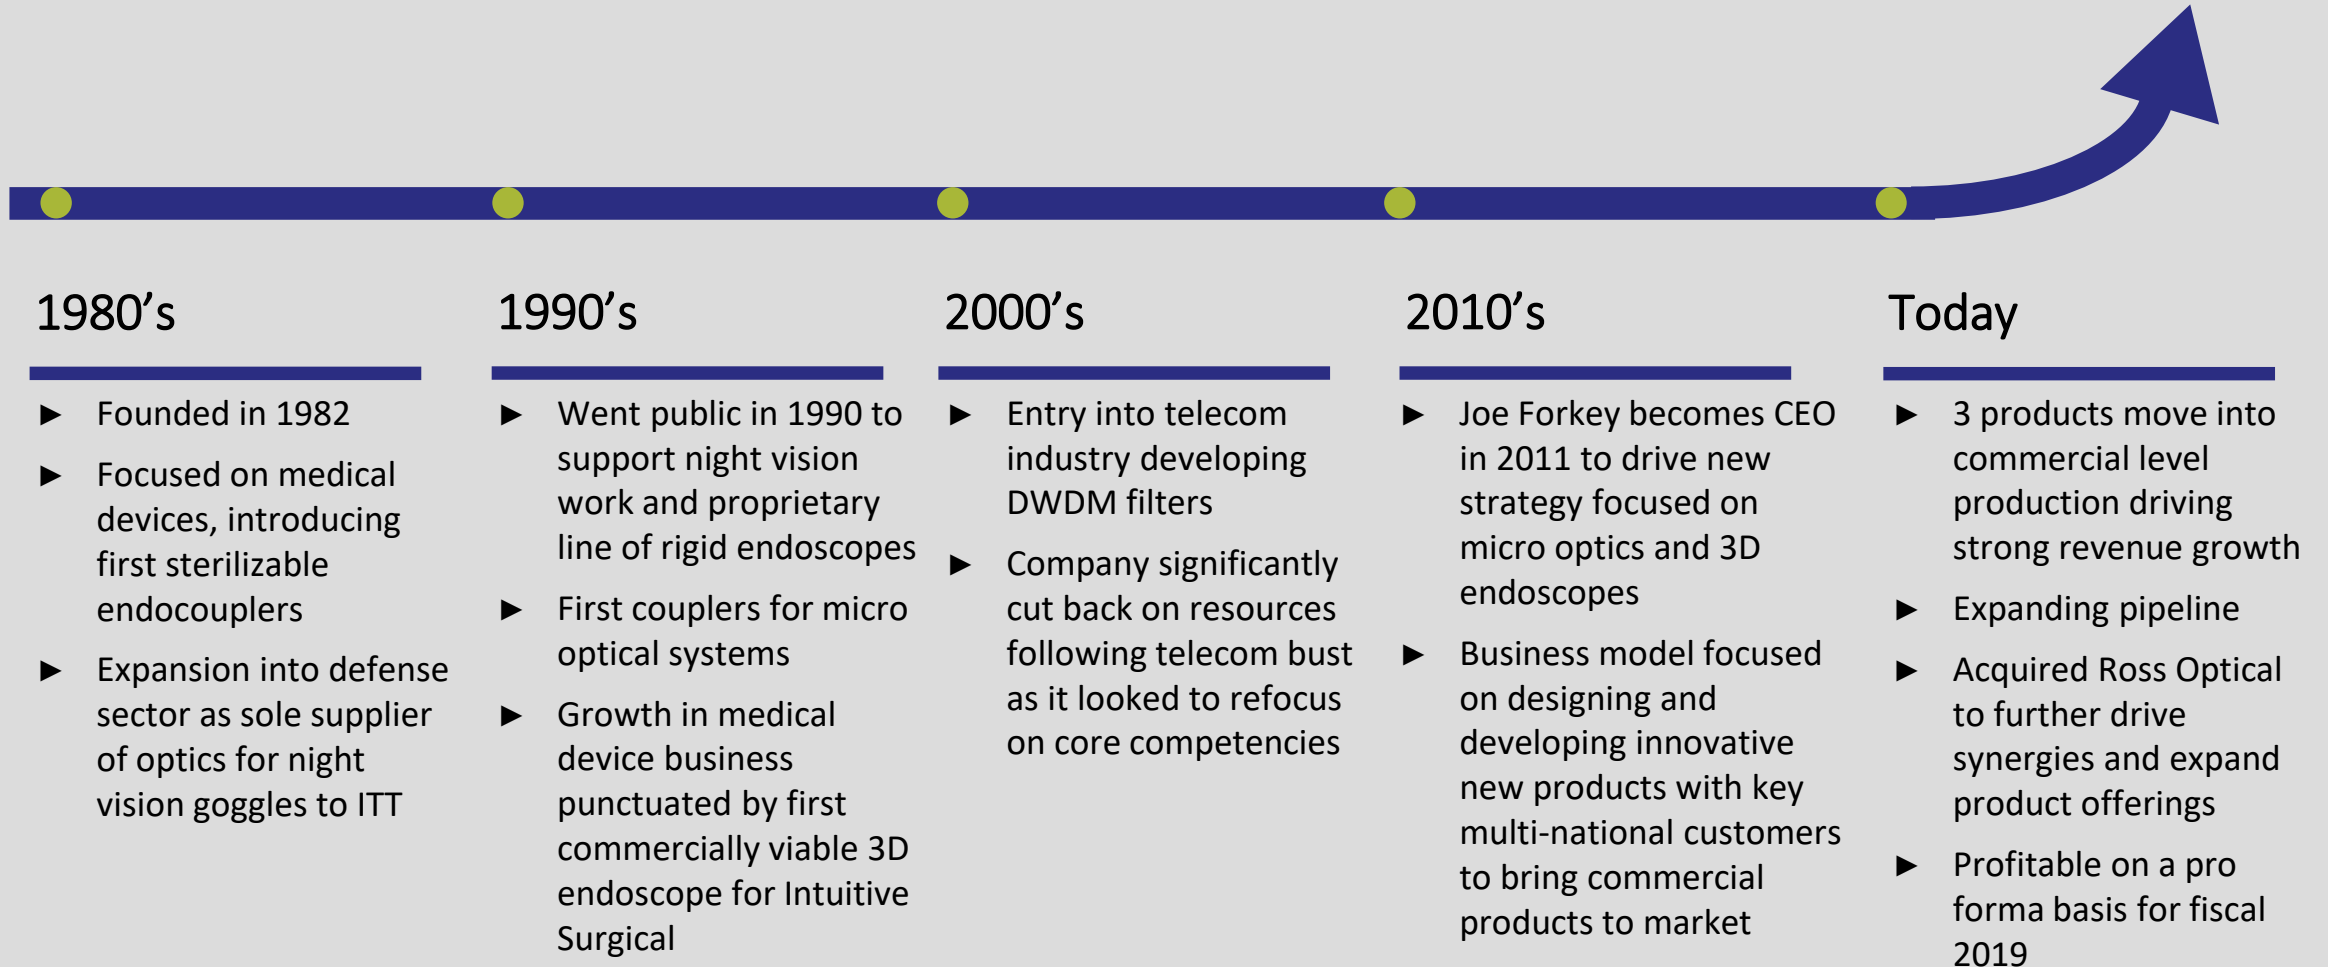 1980’s
► Founded in 1982
► Focused on medical
devices, introducing
first sterilizable
endocouplers
► Expansion into defense
sector as sole supplier
of optics for night
vision goggles to ITT
1990’s
► Went public in 1990 to
support night vision
work and proprietary
line of rigid endoscopes
► First couplers for micro
optical systems
► Growth in medical
device business
punctuated by first
commercially viable 3D
endoscope for Intuitive
Surgical
2000’s
► Entry into telecom
industry developing
DWDM filters
► Company significantly
cut back on resources
following telecom bust
as it looked to refocus
on core competencies
2010’s
► Joe Forkey becomes CEO
in 2011 to drive new
strategy focused on
micro optics and 3D
endoscopes
► Business model focused
on designing and
developing innovative
new products with key
multi-national customers
to bring commercial
products to market
Today
► 3 products move into
commercial level
production driving
strong revenue growth
► Expanding pipeline
► Acquired Ross Optical
to further drive
synergies and expand
product offerings
► Profitable on a pro
forma basis for fiscal
2019